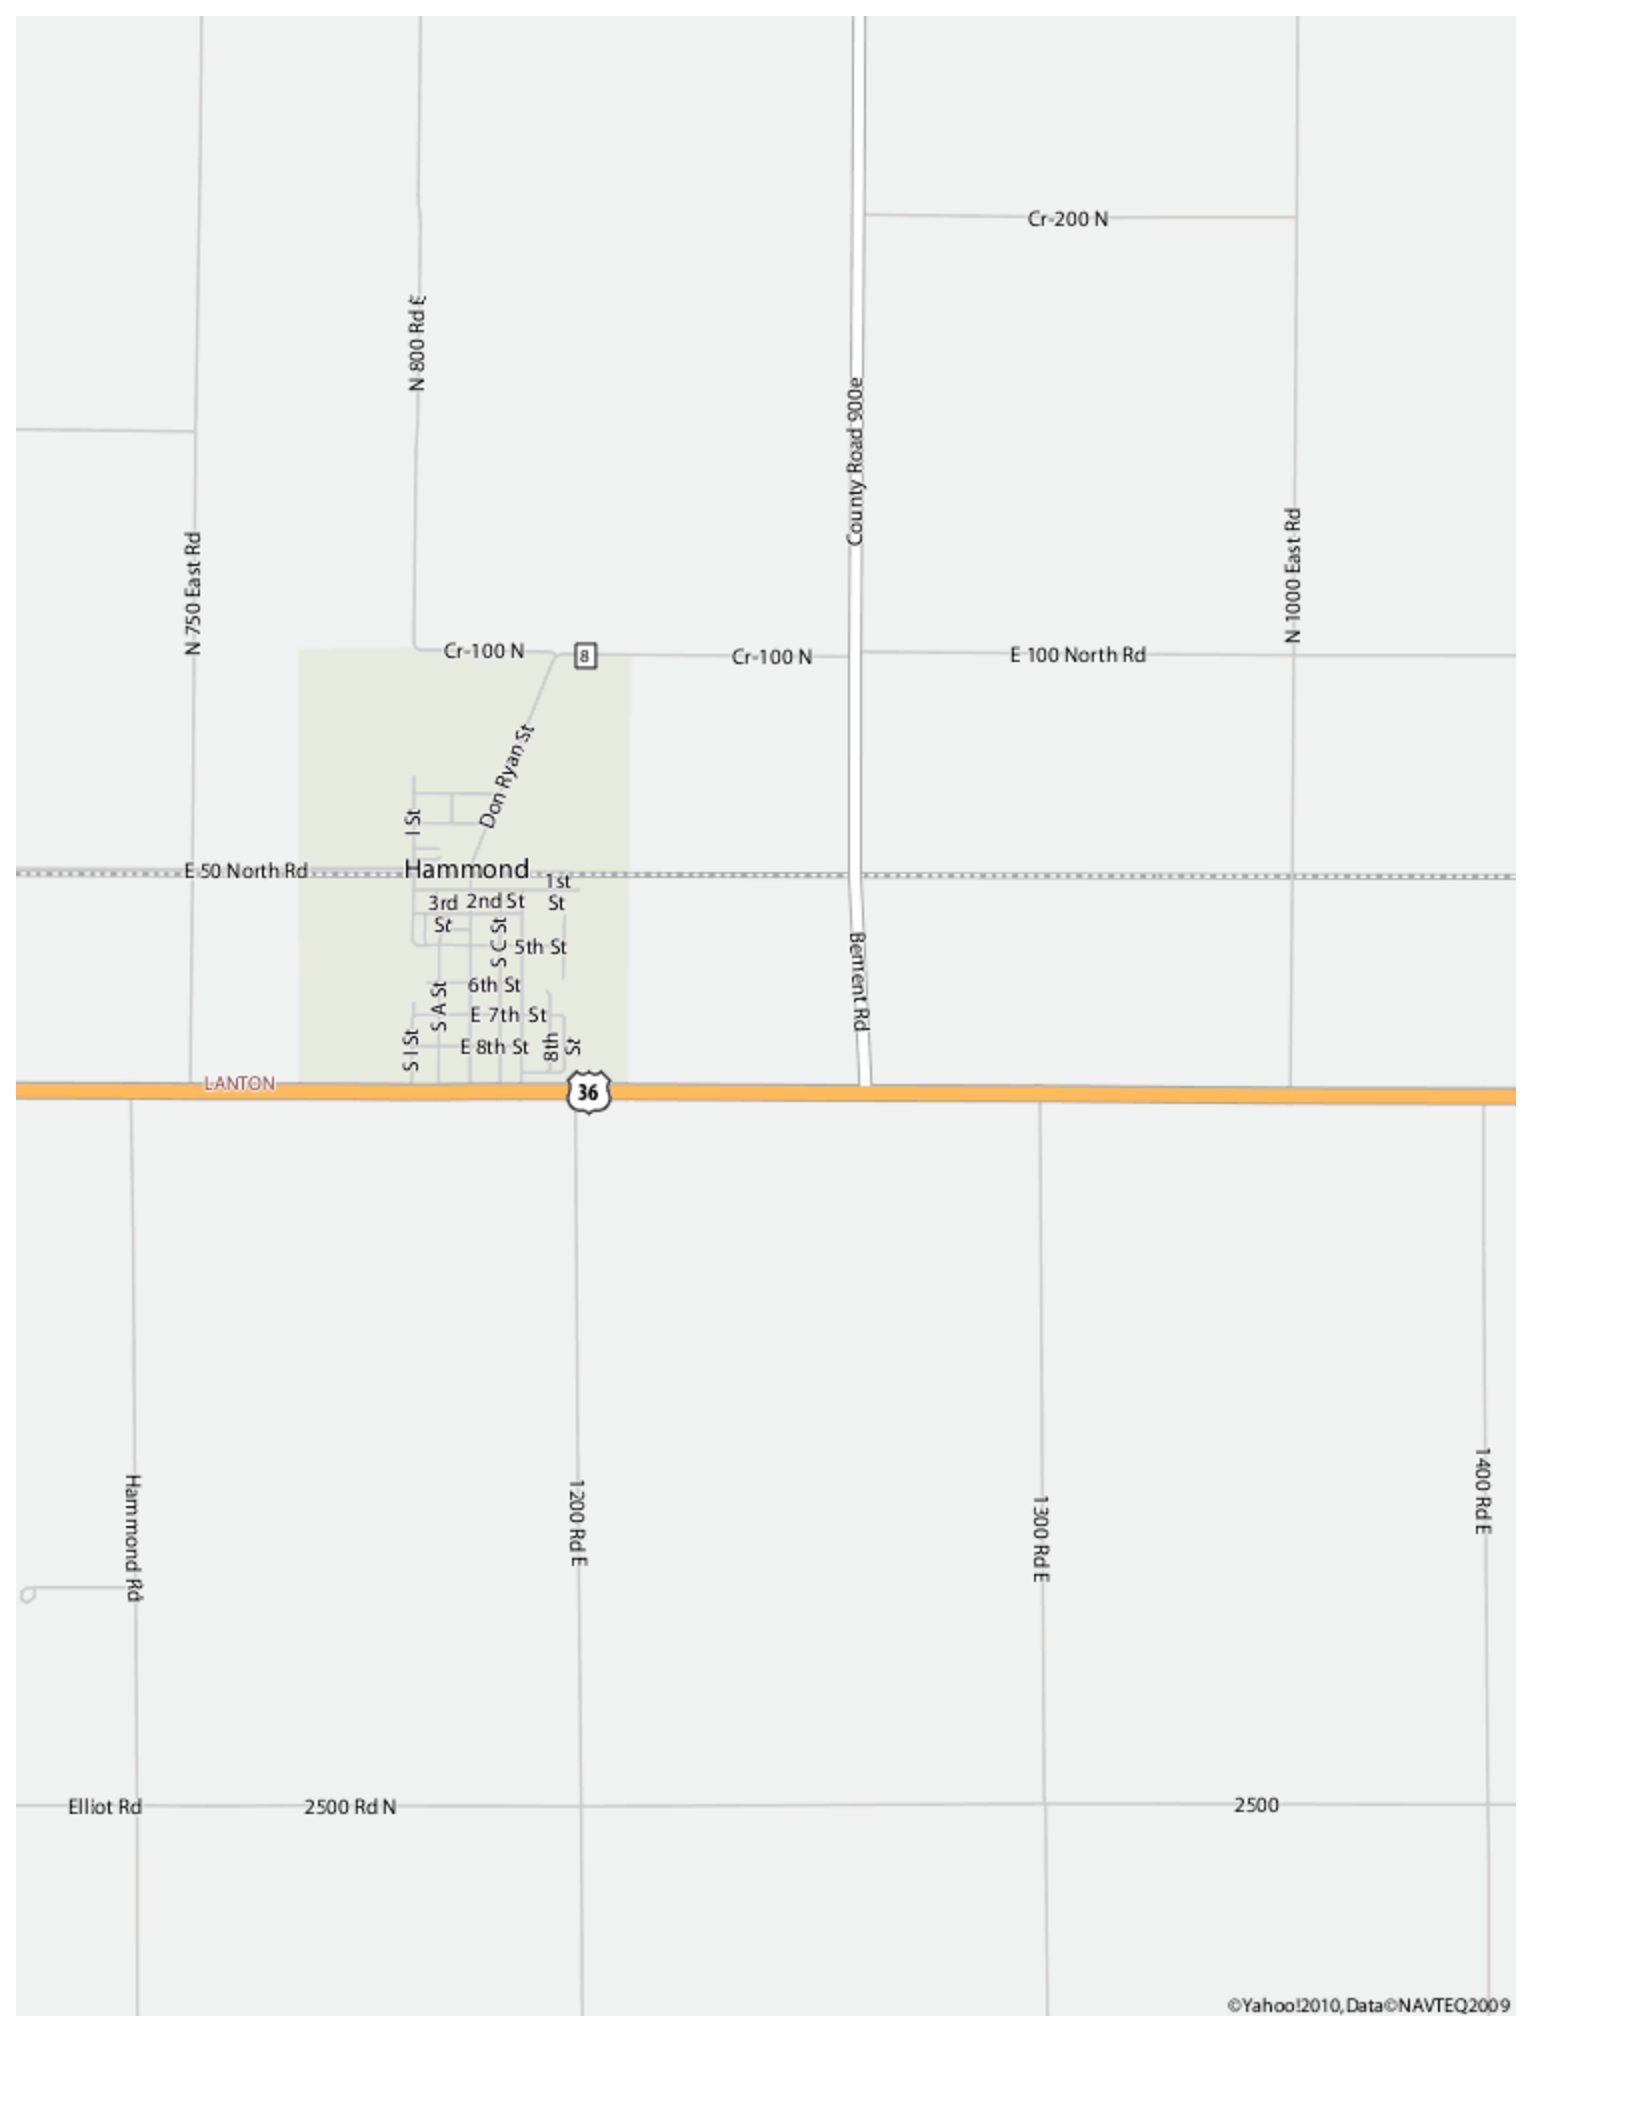 Cr-200 N
N 800 Rd E
County Road 900e
N 750 East Rd
N 1000 East Rd
Cr-100 N
8
Cr-100 N
E 100 North Rd
Don Ryan St
I St
E 50 North Rd
Hammond
1st
St
3rd
St
2nd St
S C St
5th St
Bement Rd
6th St
S A St
E 7th St
S I St
E 8th St
8th
St
LANTON
36
Hammond Rd
1200 Rd E
1300 Rd E
1400 Rd E
Elliot Rd
2500 Rd N
2500
©Yahoo!2010,Data©NAVTEQ2009